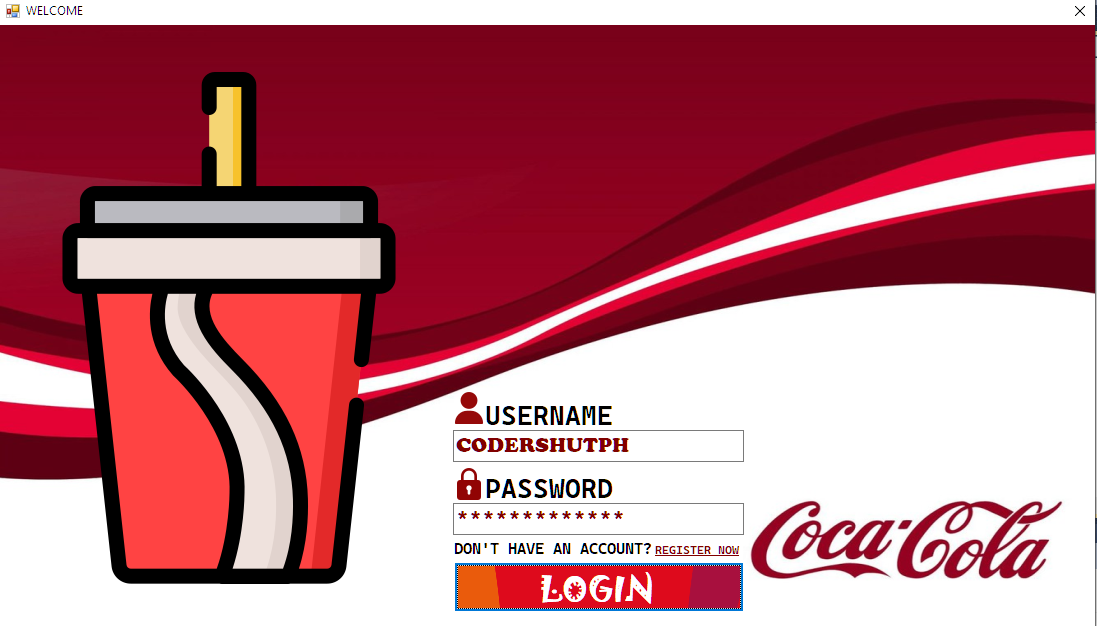 WELCOME
USERNAME
CODERSHUTPH
PASSWORD
*************
DON'T HAVE AN ACCOUNT? REGISTER NOW
LOGIN
Coca-Cola